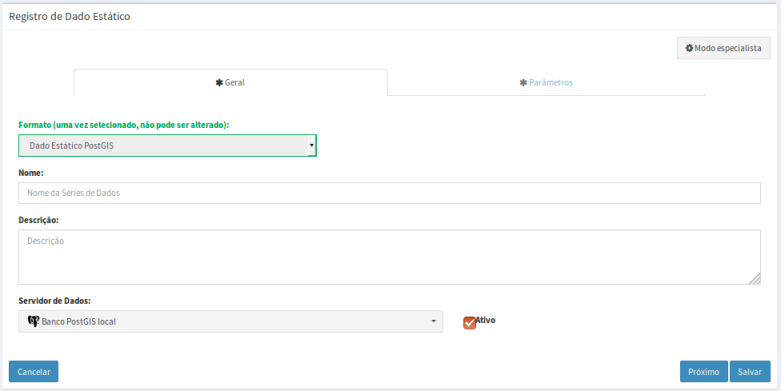 Registro de Dado Estático
Modo especialista
Geral
Parâmetros
Formato (uma vez selecionado, não pode ser alterado):
Dado Estático PostGIS
Nome:
Nome da Séries de Dados
Descrição:
Descrição
Servidor de Dados:
Banco PostGIS local
Ativo
Cancelar
Próximo
Salvar